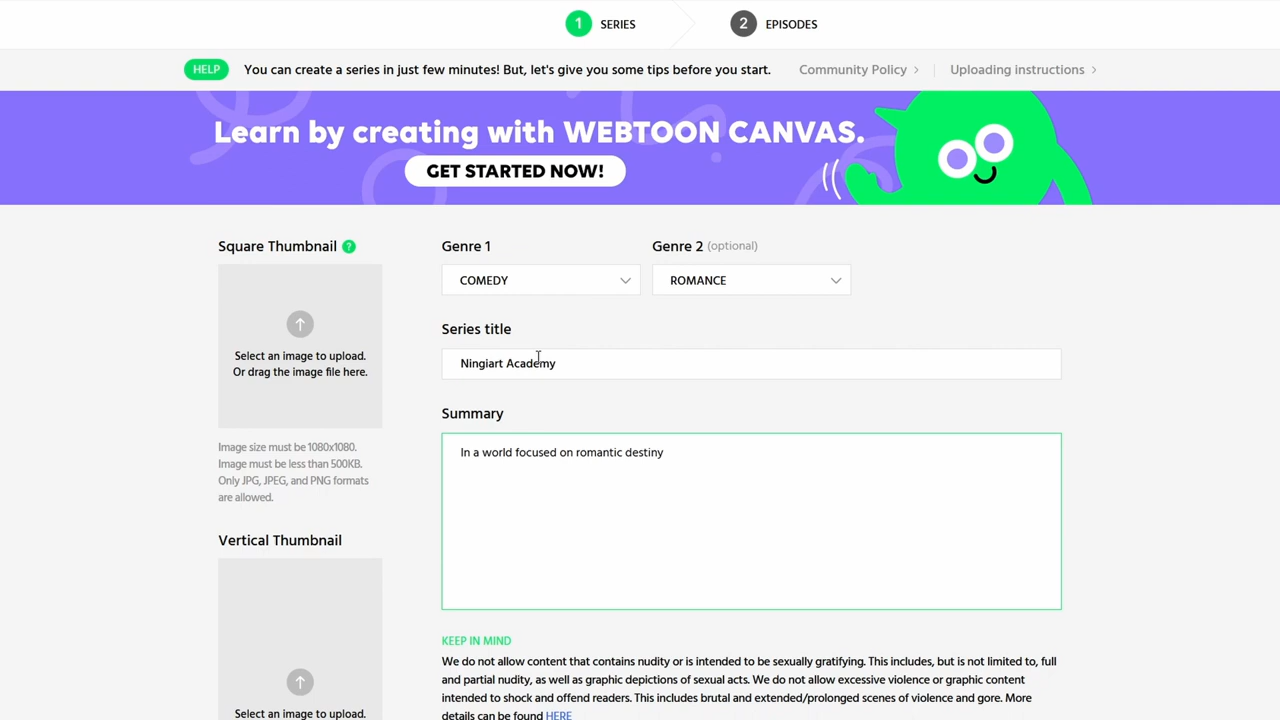 1 SERIES 2 EPISODES
HELP You can create a series in just few minutes! But, let's give you some tips before you start. Community Policy Uploading instructions
Learn by creating with WEBTOON CANVAS.
GET STARTED NOW!
Square Thumbnail ?
Select an image to upload.
Or drag the image file here.
Image size must be 1080x1080.
Image must be less than 500KB.
Only JPG, JPEG, and PNG formats
are allowed.
Vertical Thumbnail
Select an image to upload.
Genre 1 Genre 2 (optional)
COMEDY ROMANCE
Series title
Ningiart Academy
Summary
In a world focused on romantic destiny
KEEP IN MIND
We do not allow content that contains nudity or is intended to be sexually gratifying. This includes, but is not limited to, full
and partial nudity, as well as graphic depictions of sexual acts. We do not allow excessive violence or graphic content
intended to shock and offend readers. This includes brutal and extended/prolonged scenes of violence and gore. More
details can be found HERE